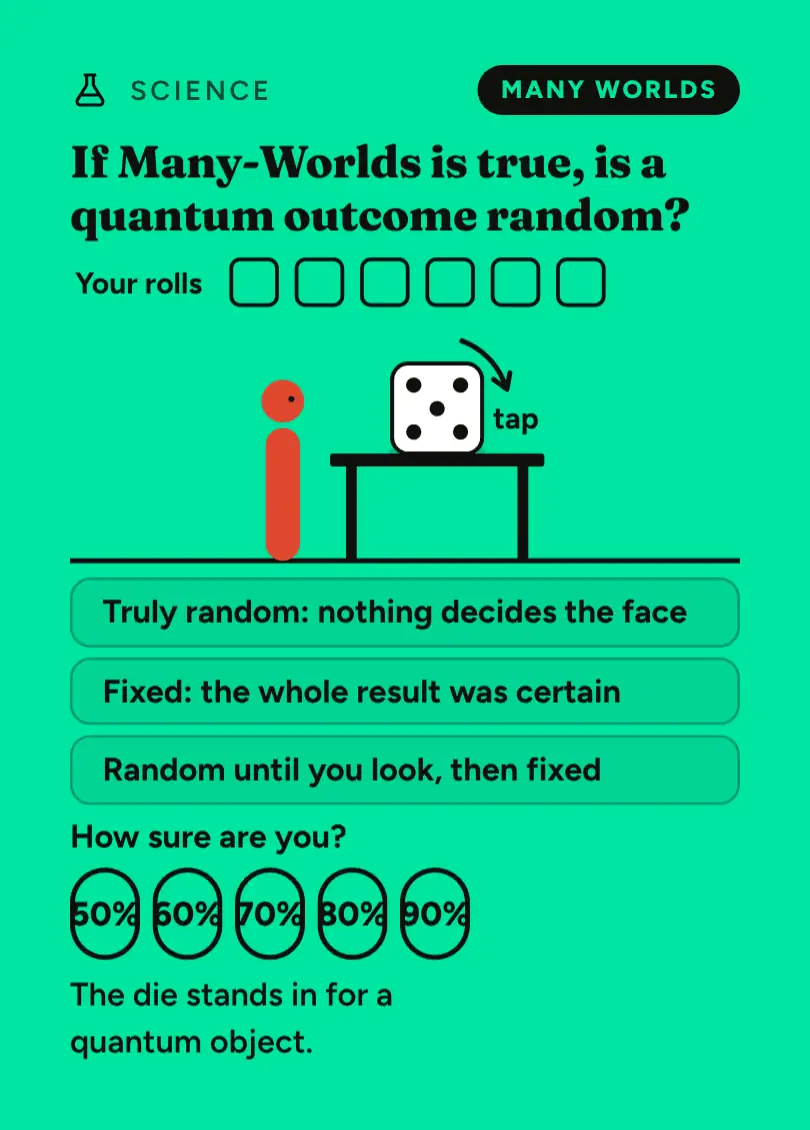 SCIENCE
MANY WORLDS
If Many-Worlds is true, is a
quantum outcome random?
Your rolls
tap
Truly random: nothing decides the face
Fixed: the whole result was certain
Random until you look, then fixed
How sure are you?
50% 60% 70% 80% 90%
The die stands in for a
quantum object.